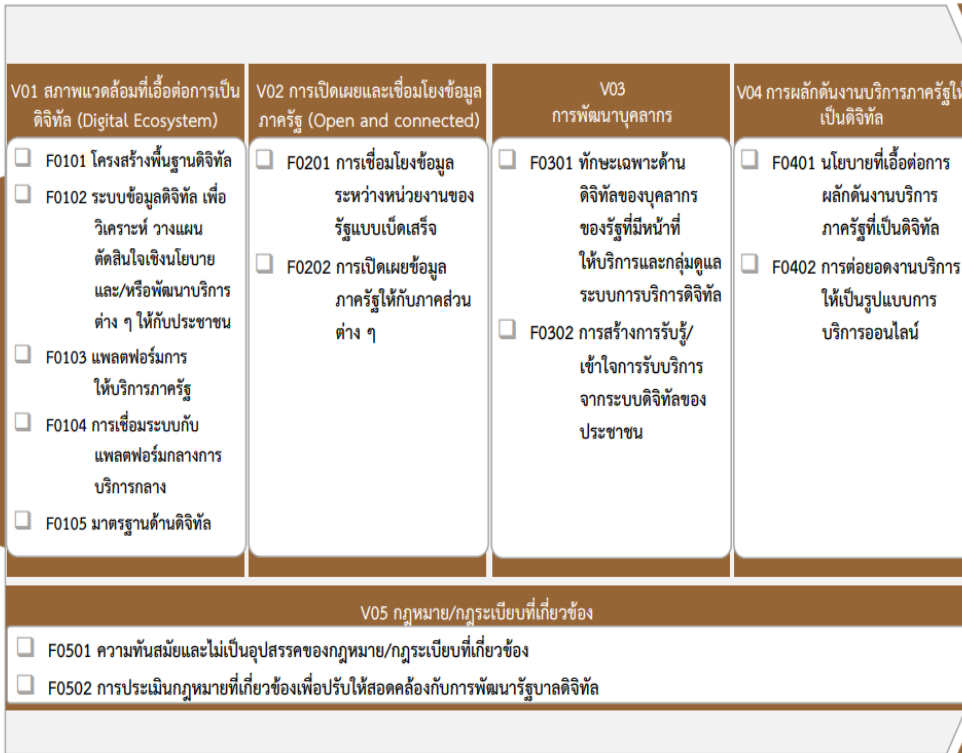 V01 สภาพแวดล้อมที่เอื้อต่อการเป็น
ดิจิทัล (Digital Ecosystem)
F0101 โครงสร้างพื้นฐานดิจิทัล
F0102 ระบบข้อมูลดิจิทัล เพื่อ
วิเคราะห์ วางแผน
ตัดสินใจเชิงนโยบาย
และ/หรือพัฒนาบริการ
ต่าง ๆ ให้กับประชาชน
F0103 แพลตฟอร์มการ
ให้บริการภาครัฐ
F0104 การเชื่อมระบบกับ
แพลตฟอร์มกลางการ
บริการกลาง
F0105 มาตรฐานด้านดิจิทัล
V02 การเปิดเผยและเชื่อมโยงข้อมูล
ภาครัฐ (Open and connected)
F0201 การเชื่อมโยงข้อมูล
ระหว่างหน่วยงานของ
รัฐแบบเบ็ดเสร็จ
F0202 การเปิดเผยข้อมูล
ภาครัฐให้กับภาคส่วน
ต่าง ๆ
V03
การพัฒนาบุคลากร
F0301 ทักษะเฉพาะด้าน
ดิจิทัลของบุคลากร
ของรัฐที่มีหน้าที่
ให้บริการและกลุ่มดูแล
ระบบการบริการดิจิทัล
F0302 การสร้างการรับรู้/
เข้าใจการรับบริการ
จากระบบดิจิทัลของ
ประชาชน
V04 การผลักดันงานบริการภาครัฐให้
เป็นดิจิทัล
F0401 นโยบายที่เอื้อต่อการ
ผลักดันงานบริการ
ภาครัฐที่เป็นดิจิทัล
F0402 การต่อยอดงานบริการ
ให้เป็นรูปแบบการ
บริการออนไลน์
V05 กฎหมาย/กฎระเบียบที่เกี่ยวข้อง
F0501 ความทันสมัยและไม่เป็นอุปสรรคของกฎหมาย/กฎระเบียบที่เกี่ยวข้อง
F0502 การประเมินกฎหมายที่เกี่ยวข้องเพื่อปรับให้สอดคล้องกับการพัฒนารัฐบาลดิจิทัล